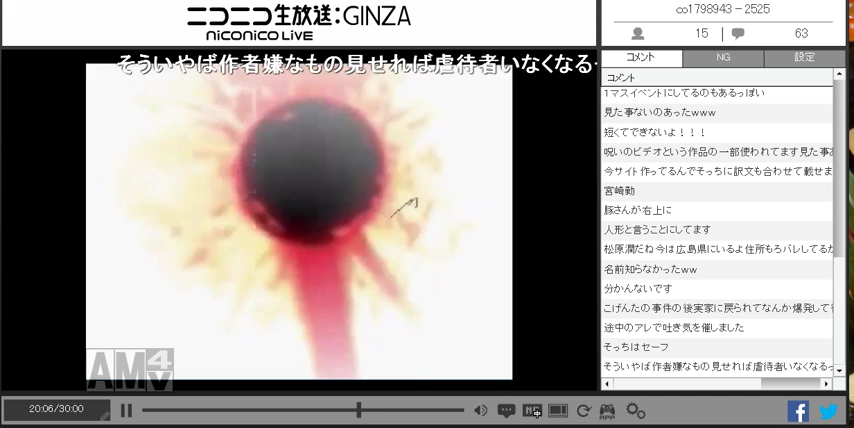 ニコニコ生放送:GINZA
niconico LIVE
そういやば作者嫌なもの見せれば虐待者いなくなる
AM4v
20:06/30:00
co1798943 - 2525
15
63
コメント
NG
設定
コメント
1マスイベントにしてるのもあるっぽい
見た事ないのあったwww
短くてできないよ!!!
呪いのビデオという作品の一部使われてます見た事
今サイト作ってるんでそっちに訳文も合わせて載せま
宮崎勤
豚さんが右上に
人形と言うことにしてます
松原潤だね今は広島県にいるよ住所もろバレしてるか
名前知らなかったww
分かんないです
こげんたの事件の後実家に戻られてなんか爆発して
途中のアレで吐き気を催しました
そっちはセーフ
そういやば作者嫌なもの見せれば虐待者いなくなるっ